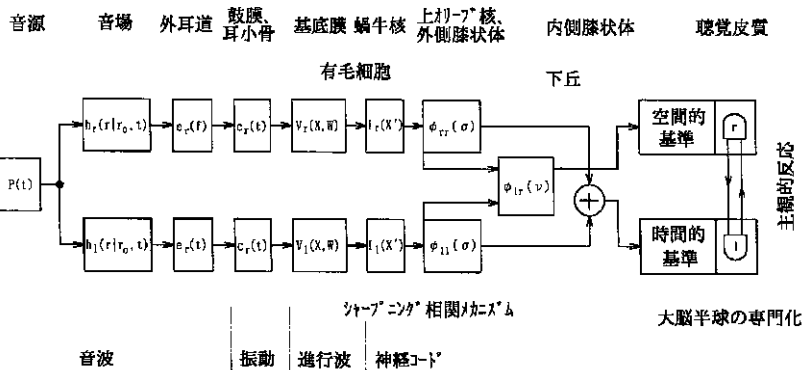 音源
音場
外耳道
鼓膜、
耳小骨
基底膜
蝸牛核
上オリーブ核、
外側膝状体
内側膝状体
聴覚皮質
有毛細胞
下丘
P(t)
h_r(r|r_0,t)
e_r(f)
c_r(t)
V_r(X,W)
I_r(X')
φ_rr(σ)
空間的
基準
r
φ_lr(ν)
+
h_l(r|r_0,t)
e_r(t)
c_r(t)
V_l(X,W)
I_l(X')
φ_ll(σ)
時間的
基準
l
主観的反応
シャープニング
相関メカニズム
大脳半球の専門化
音波
振動
進行波
神経コード